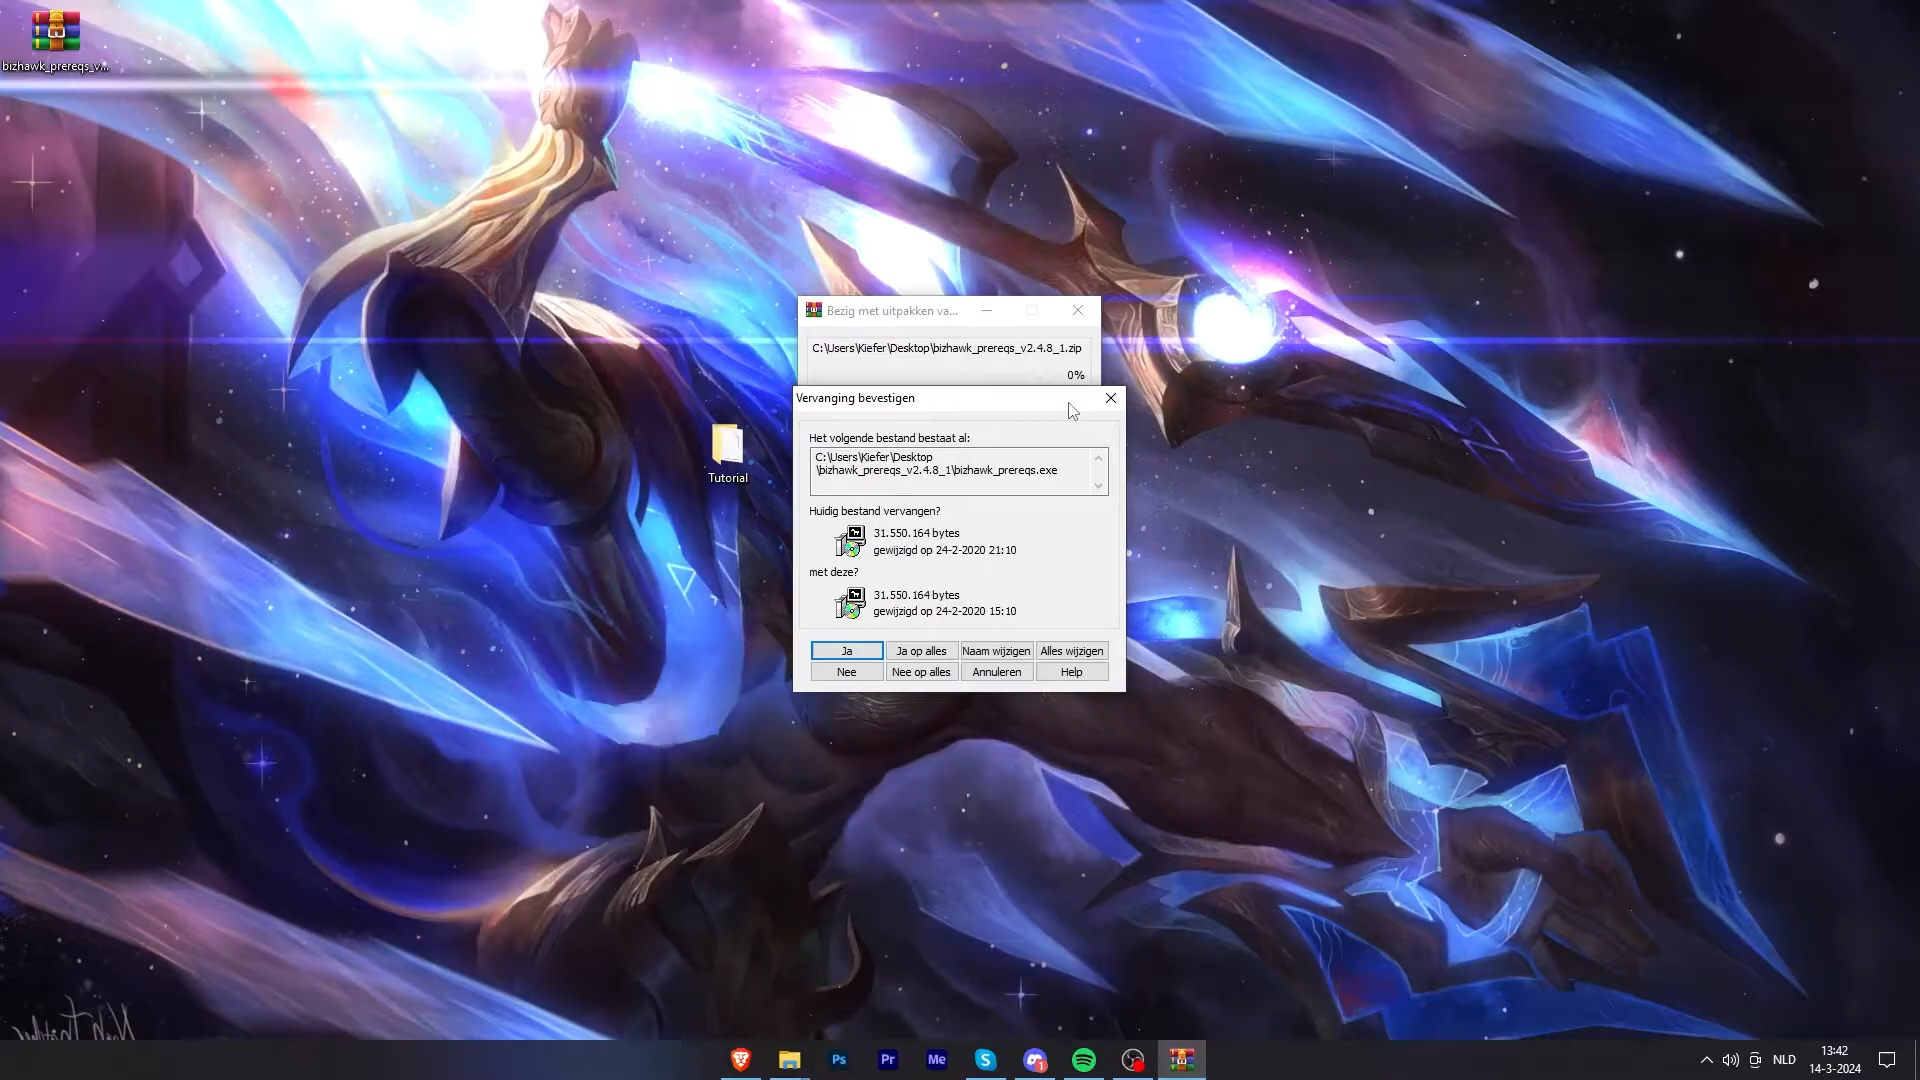 bizhawk_prereqs_v...
Bezig met uitpakken va...
C:\Users\Kiefer\Desktop\bizhawk_prereqs_v2.4.8_1.zip
0%
Vervanging bevestigen
Het volgende bestand bestaat al:
C:\Users\Kiefer\Desktop
\bizhawk_prereqs_v2.4.8_1\bizhawk_prereqs.exe
Huidig bestand vervangen?
31.550.164 bytes
gewijzigd op 24-2-2020 21:10
met deze?
31.550.164 bytes
gewijzigd op 24-2-2020 15:10
Ja Ja op alles Naam wijzigen Alles wijzigen
Nee Nee op alles Annuleren Help
Tutorial
Ps Pr Me S 1
NLD
13:42
14-3-2024